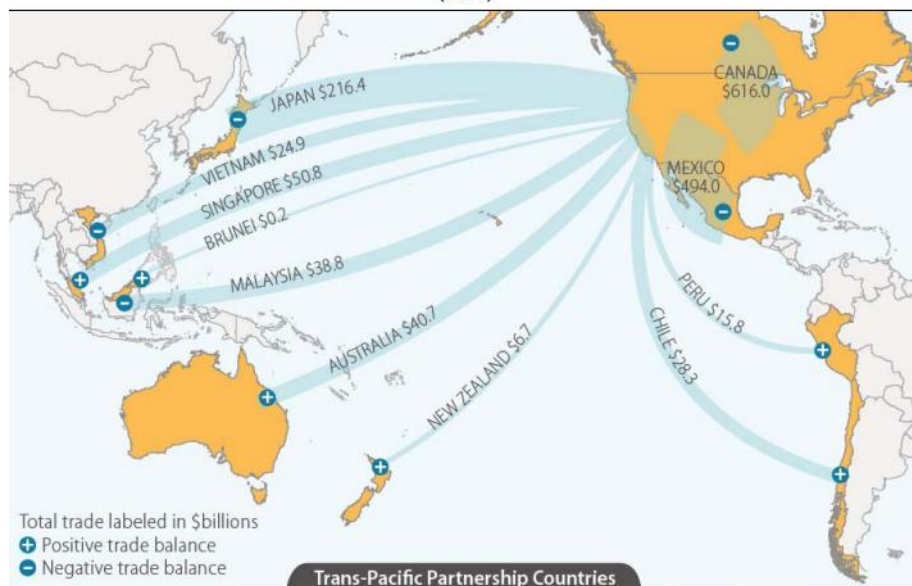 CANADA
$616.0
JAPAN $216.4
MEXICO
$494.0
VIETNAM $24.9
SINGAPORE $50.8
BRUNEI $0.2
MALAYSIA $38.8
AUSTRALIA $40.7
NEW ZEALAND $6.7
PERU $15.8
CHILE $28.3
Total trade labeled in $billions
Positive trade balance
Negative trade balance
Trans-Pacific Partnership Countries